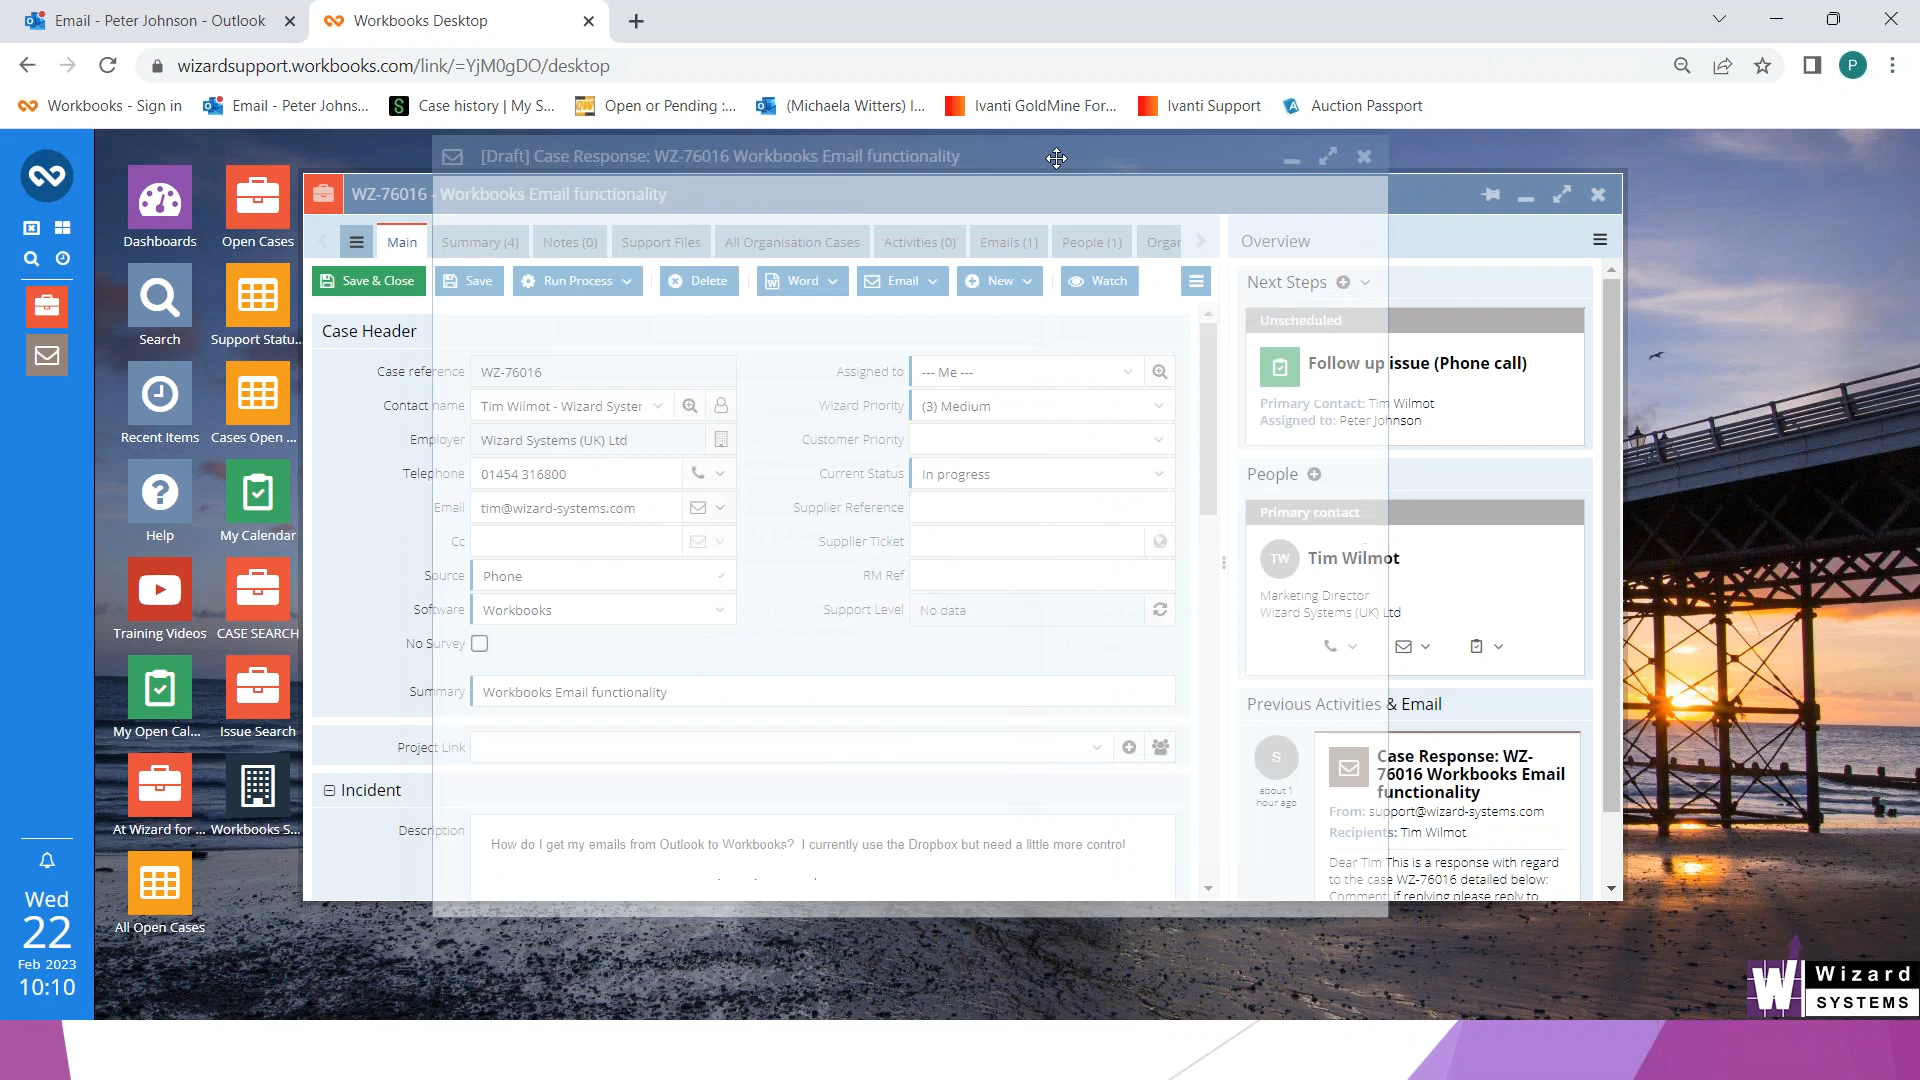 Email - Peter Johnson - Outlook
Workbooks Desktop
wizardsupport.workbooks.com/link/=YjM0gDO/desktop
P
Workbooks - Sign in
Email - Peter Johns...
Case history | My S...
Open or Pending :...
(Michaela Witters) I...
Ivanti GoldMine For...
Ivanti Support
Auction Passport
[Draft] Case Response: WZ-76016 Workbooks Email functionality
WZ-76016 - Workbooks Email functionality
Dashboards
Open Cases
Search
Support Statu...
Recent Items
Cases Open ...
Help
My Calendar
Training Videos
CASE SEARCH
My Open Cal...
Issue Search
At Wizard for ...
Workbooks S...
All Open Cases
Wed
22
Feb 2023
10:10
Main
Summary (4)
Notes (0)
Support Files
All Organisation Cases
Activities (0)
Emails (1)
People (1)
Organ
Save & Close
Save
Run Process
Delete
Word
Email
New
Watch
Case Header
Case reference WZ-76016
Contact name Tim Wilmot - Wizard System
Employer Wizard Systems (UK) Ltd
Telephone 01454 316800
Email tim@wizard-systems.com
Cc
Source Phone
Software Workbooks
No Survey
Summary Workbooks Email functionality
Assigned to --- Me ---
Wizard Priority (3) Medium
Customer Priority
Current Status In progress
Supplier Reference
Supplier Ticket
RM Ref
Support Level No data
Project Link
Incident
Description
How do I get my emails from Outlook to Workbooks? I currently use the Dropbox but need a little more control
Overview
Next Steps
Unscheduled
Follow up issue (Phone call)
Primary Contact: Tim Wilmot
Assigned to: Peter Johnson
People
Primary contact
TW
Tim Wilmot
Marketing Director
Wizard Systems (UK) Ltd
Previous Activities & Email
S
about 1
hour ago
Case Response: WZ-
76016 Workbooks Email
functionality
From: support@wizard-systems.com
Recipients: Tim Wilmot
Dear Tim This is a response with regard
to the case WZ-76016 detailed below:
Comment: if replying please reply to
W Wizard
SYSTEMS